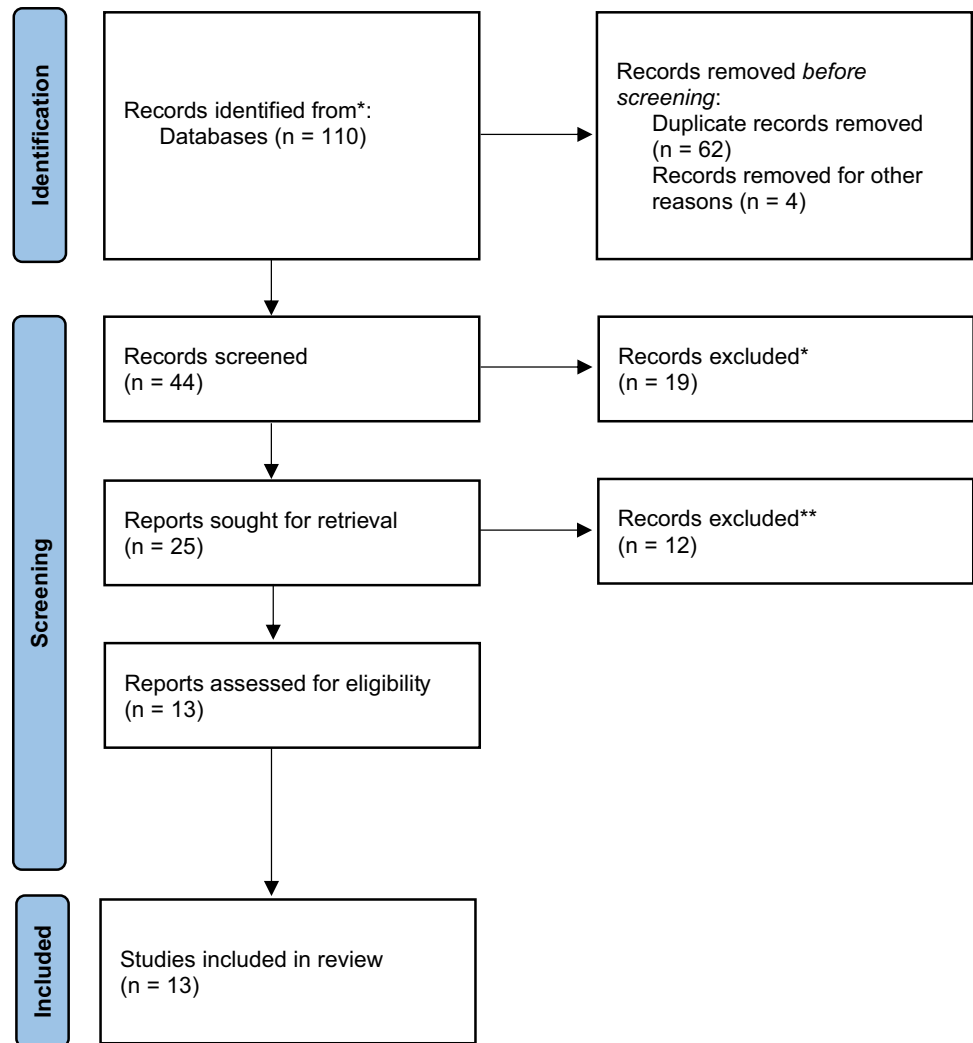 Identification
Records identified from*:
Databases (n = 110)
Records removed before
screening:
Duplicate records removed
(n = 62)
Records removed for other
reasons (n = 4)
Screening
Records screened
(n = 44)
Records excluded*
(n = 19)
Reports sought for retrieval
(n = 25)
Records excluded**
(n = 12)
Reports assessed for eligibility
(n = 13)
Included
Studies included in review
(n = 13)